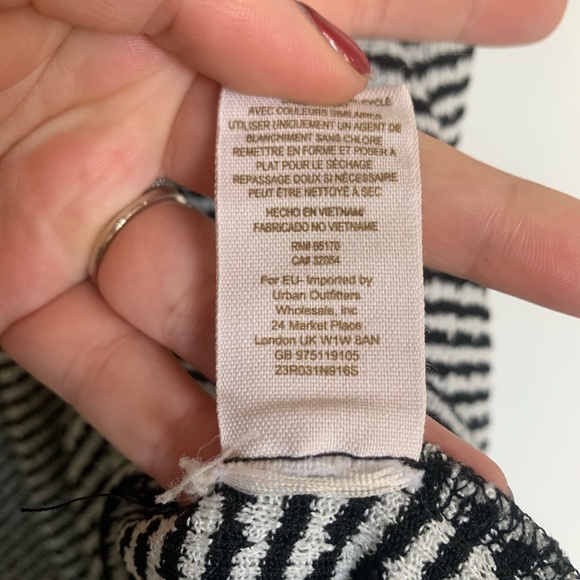 AVEC COULEURS SIMILAIRES
UTILISER UNIQUEMENT UN AGENT DE
BLANCHIMENT SANS CHLORE
REMETTRE EN FORME ET POSER À
PLAT POUR LE SÉCHAGE
REPASSAGE DOUX SI NÉCESSAIRE
PEUT ÊTRE NETTOYÉ À SEC
HECHO EN VIETNAM/
FABRICADO NO VIETNAME
RN# 66170
CA# 32054
For EU- Imported by
Urban Outfitters
Wholesale, Inc
24 Market Place
London UK W1W 8AN
GB 975119105
23R031N916S